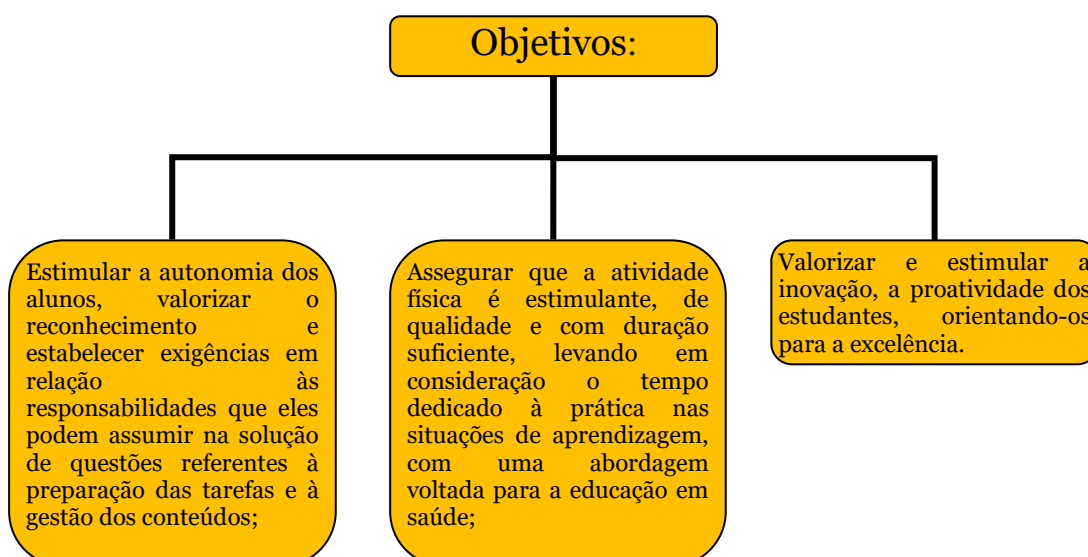 Objetivos:
Estimular a autonomia dos
alunos, valorizar o
reconhecimento e
estabelecer exigências em
relação às
responsabilidades que eles
podem assumir na solução
de questões referentes à
preparação das tarefas e à
gestão dos conteúdos;
Assegurar que a atividade
física é estimulante, de
qualidade e com duração
suficiente, levando em
consideração o tempo
dedicado à prática nas
situações de aprendizagem,
com uma abordagem
voltada para a educação em
saúde;
Valorizar e estimular a
inovação, a proatividade dos
estudantes, orientando-os
para a excelência.